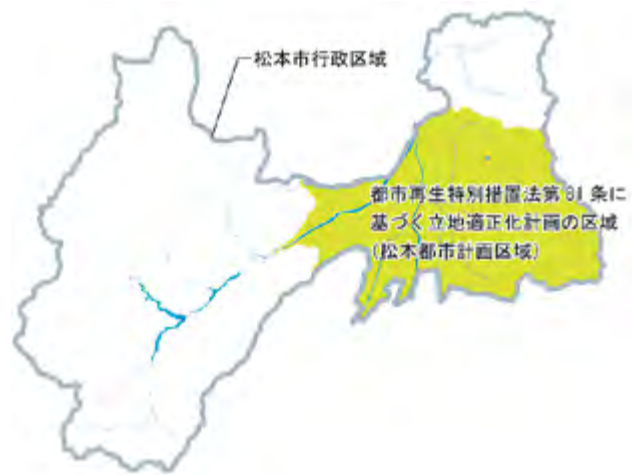 松本市行政区域
都市再生特別措置法第81条に
基づく立地適正化計画の区域
(松本都市計画区域)